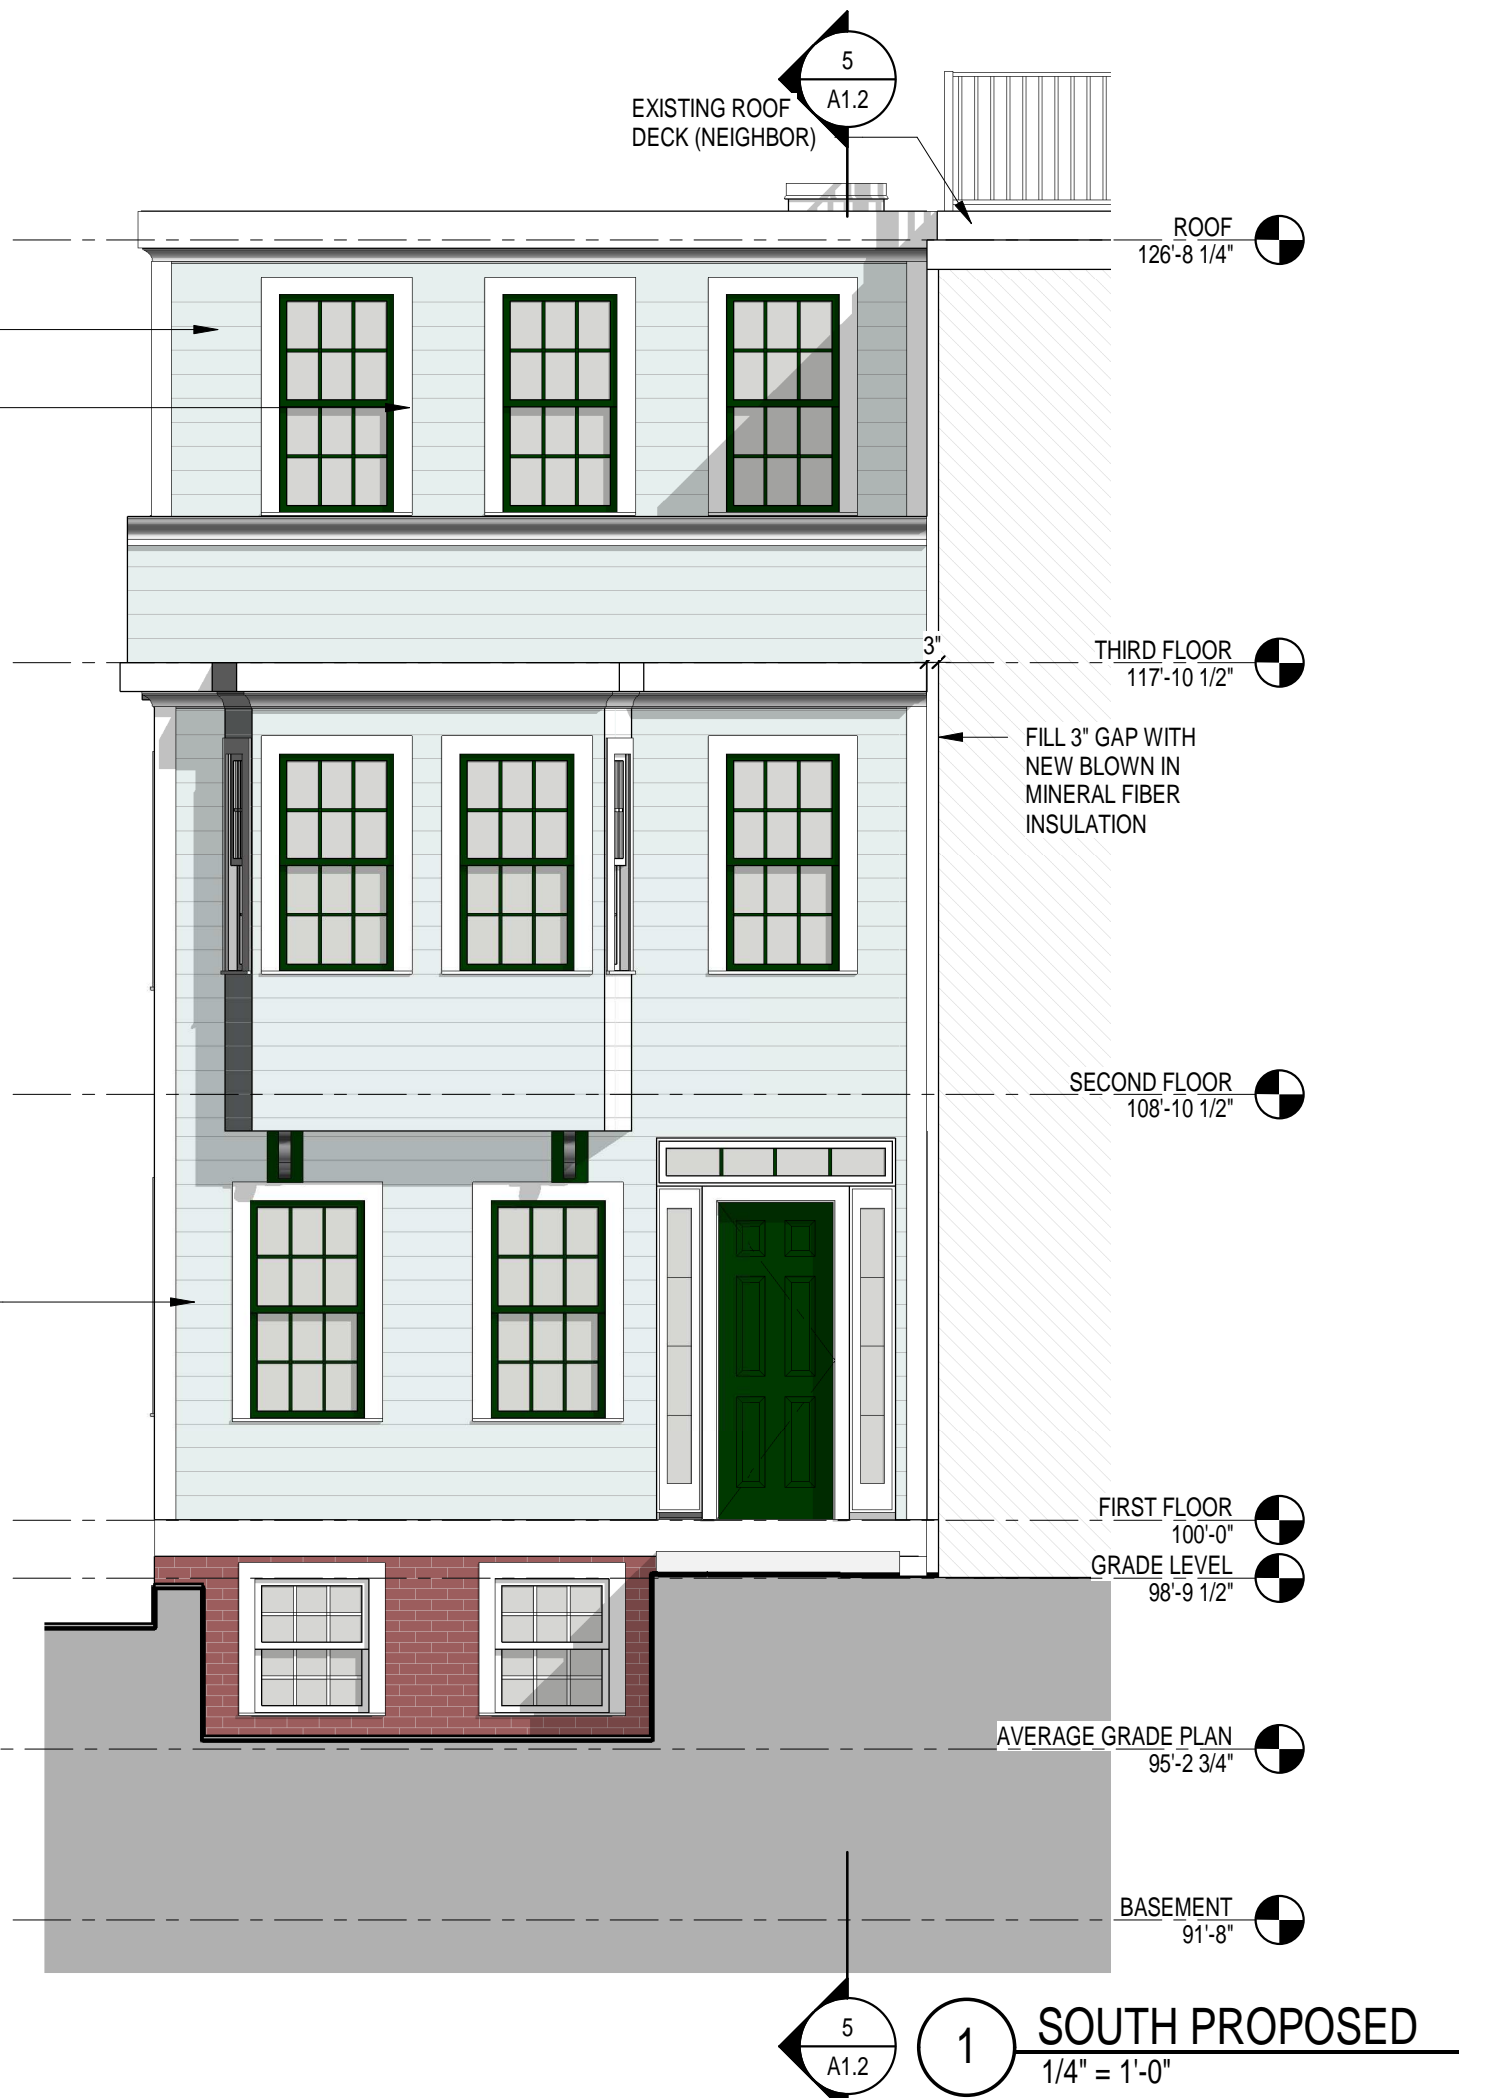 5
A1.2
EXISTING ROOF
DECK (NEIGHBOR)
ROOF
126'-8 1/4"
3"
THIRD FLOOR
117'-10 1/2"
FILL 3" GAP WITH
NEW BLOWN IN
MINERAL FIBER
INSULATION
SECOND FLOOR
108'-10 1/2"
FIRST FLOOR
100'-0"
GRADE LEVEL
98'-9 1/2"
AVERAGE GRADE PLAN
95'-2 3/4"
BASEMENT
91'-8"
5
A1.2
1
SOUTH PROPOSED
1/4" = 1'-0"